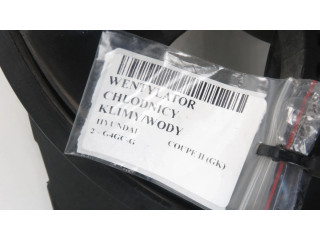 WENTYLATOR
CHŁODNICY
KLIMY/WODY
HYUNDAI COUPE II (GK)
2 - G4GC-G